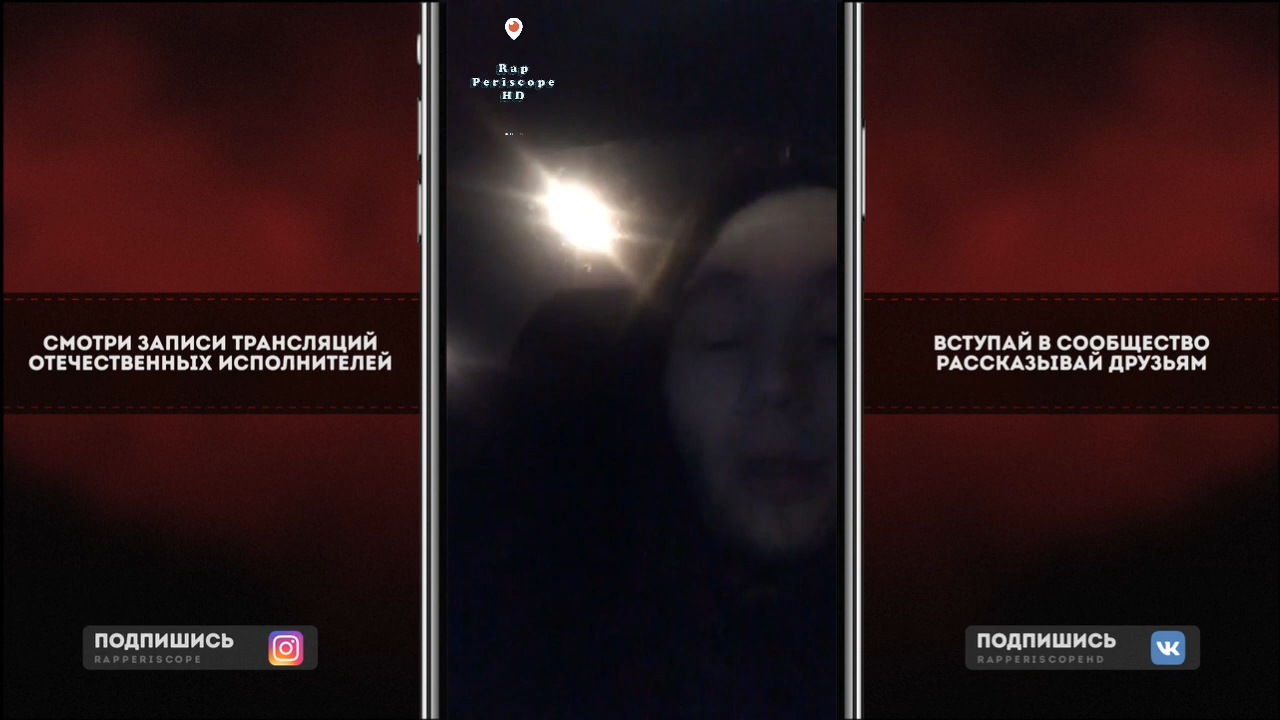 Rap
Periscope
HD
СМОТРИ ЗАПИСИ ТРАНСЛЯЦИЙ
ОТЕЧЕСТВЕННЫХ ИСПОЛНИТЕЛЕЙ
ВСТУПАЙ В СООБЩЕСТВО
РАССКАЗЫВАЙ ДРУЗЬЯМ
ПОДПИШИСЬ
RAPPERISCOPE
ПОДПИШИСЬ
RAPPERISCOPEHD